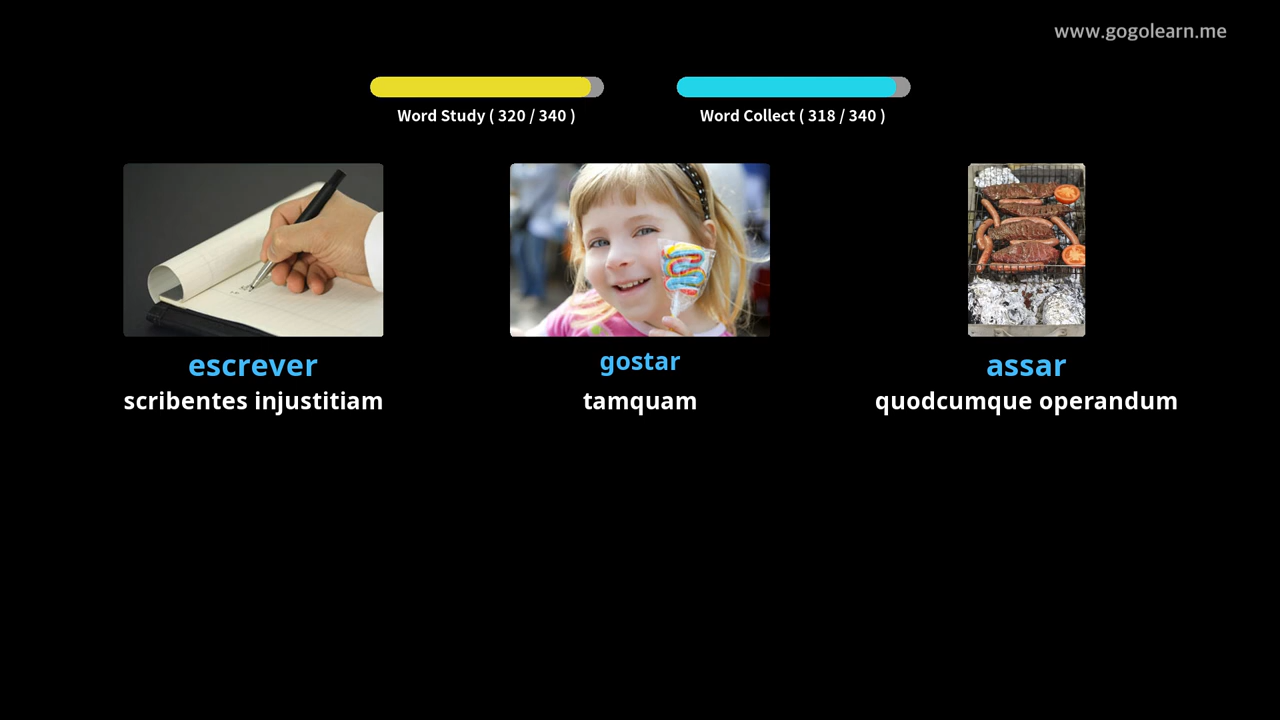 www.gogolearn.me
Word Study ( 320 / 340 )
Word Collect ( 318 / 340 )
escrever
scribentes injustitiam
gostar
tamquam
assar
quodcumque operandum